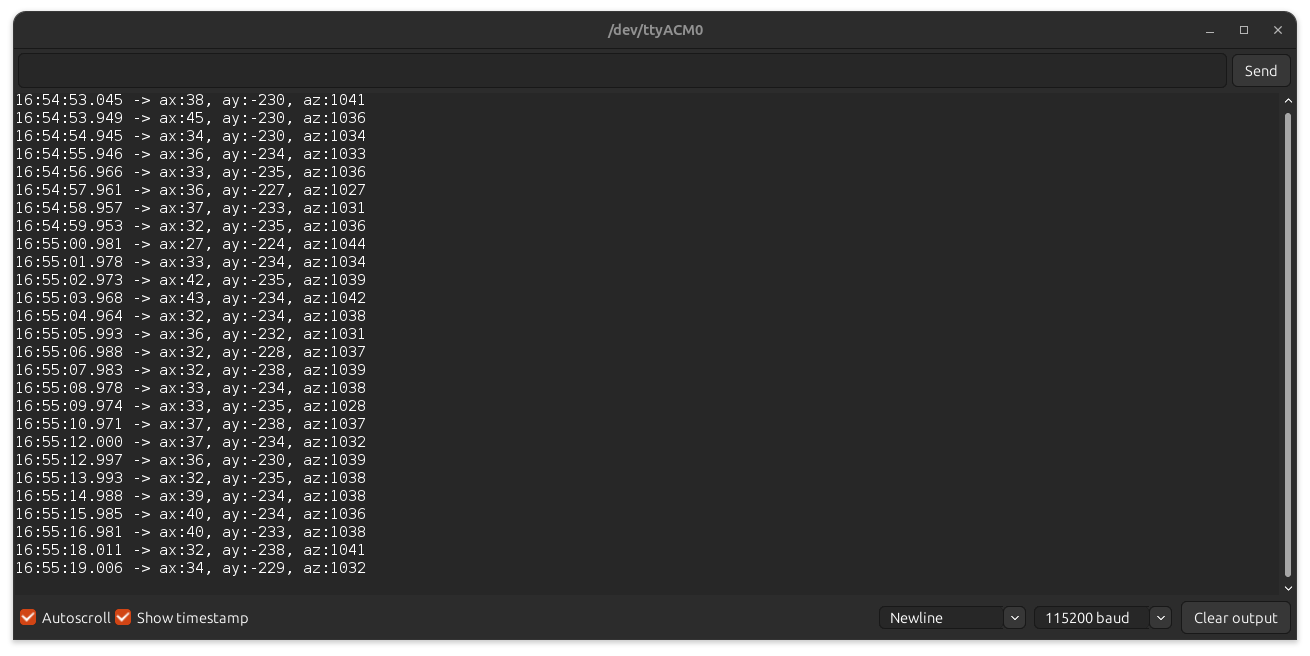 /dev/ttyACM0
Send
16:54:53.045 -> ax:38, ay:-230, az:1041
16:54:53.949 -> ax:45, ay:-230, az:1036
16:54:54.945 -> ax:34, ay:-230, az:1034
16:54:55.946 -> ax:36, ay:-234, az:1033
16:54:56.966 -> ax:33, ay:-235, az:1036
16:54:57.961 -> ax:36, ay:-227, az:1027
16:54:58.957 -> ax:37, ay:-233, az:1031
16:54:59.953 -> ax:32, ay:-235, az:1036
16:55:00.981 -> ax:27, ay:-224, az:1044
16:55:01.978 -> ax:33, ay:-234, az:1034
16:55:02.973 -> ax:42, ay:-235, az:1039
16:55:03.968 -> ax:43, ay:-234, az:1042
16:55:04.964 -> ax:32, ay:-234, az:1038
16:55:05.993 -> ax:36, ay:-232, az:1031
16:55:06.988 -> ax:32, ay:-228, az:1037
16:55:07.983 -> ax:32, ay:-238, az:1039
16:55:08.978 -> ax:33, ay:-234, az:1038
16:55:09.974 -> ax:33, ay:-235, az:1028
16:55:10.971 -> ax:37, ay:-238, az:1037
16:55:12.000 -> ax:37, ay:-234, az:1032
16:55:12.997 -> ax:36, ay:-230, az:1039
16:55:13.993 -> ax:32, ay:-235, az:1038
16:55:14.988 -> ax:39, ay:-234, az:1038
16:55:15.985 -> ax:40, ay:-234, az:1036
16:55:16.981 -> ax:40, ay:-233, az:1038
16:55:18.011 -> ax:32, ay:-238, az:1041
16:55:19.006 -> ax:34, ay:-229, az:1032
Autoscroll Show timestamp Newline 115200 baud Clear output